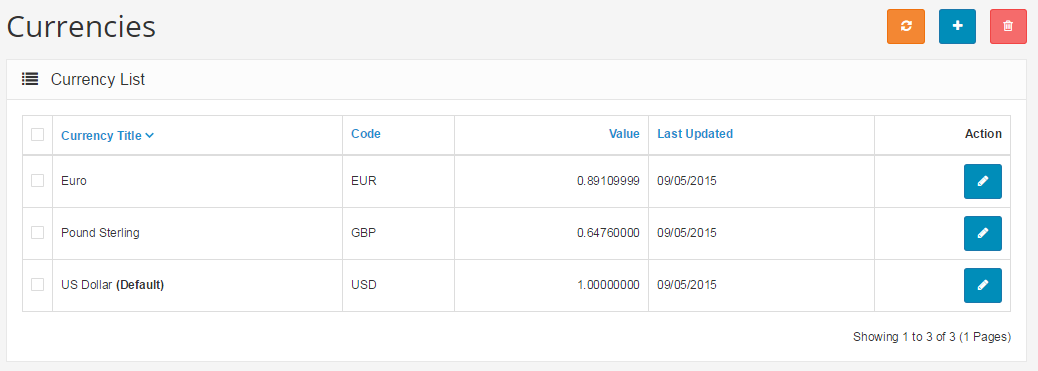 Currencies
Currency List
Currency Title Code Value Last Updated Action
Euro EUR 0.89109999 09/05/2015
Pound Sterling GBP 0.64760000 09/05/2015
US Dollar (Default) USD 1.00000000 09/05/2015
Showing 1 to 3 of 3 (1 Pages)